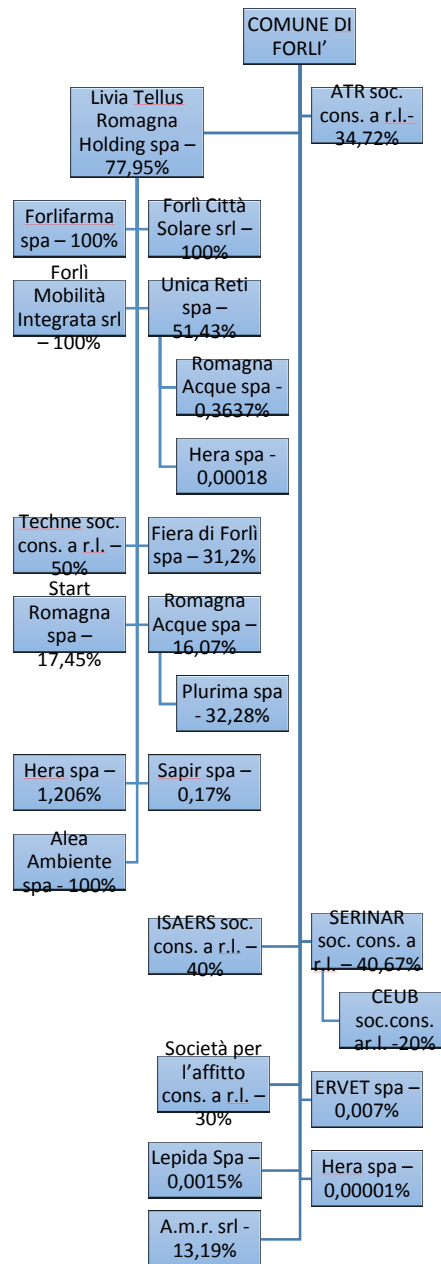 COMUNE DI
FORLI’
ATR soc.
cons. a r.l.-
34,72%
Livia Tellus
Romagna
Holding spa –
77,95%
Forlifarma
spa – 100%
Forlì Città
Solare srl –
100%
Forlì
Mobilità
Integrata srl
– 100%
Unica Reti
spa –
51,43%
Romagna
Acque spa -
0,3637%
Hera spa -
0,00018
Techne soc.
cons. a r.l. –
50%
Fiera di Forlì
spa – 31,2%
Start
Romagna
spa –
17,45%
Romagna
Acque spa –
16,07%
Plurima spa
- 32,28%
Hera spa –
1,206%
Sapir spa –
0,17%
Alea
Ambiente
spa - 100%
ISAERS soc.
cons. a r.l. –
40%
SERINAR
soc. cons. a
r.l. – 40,67%
CEUB
soc.cons.
ar.l. -20%
Società per
l’affitto
cons. a r.l. –
30%
ERVET spa –
0,007%
Lepida Spa –
0,0015%
Hera spa –
0,00001%
A.m.r. srl -
13,19%